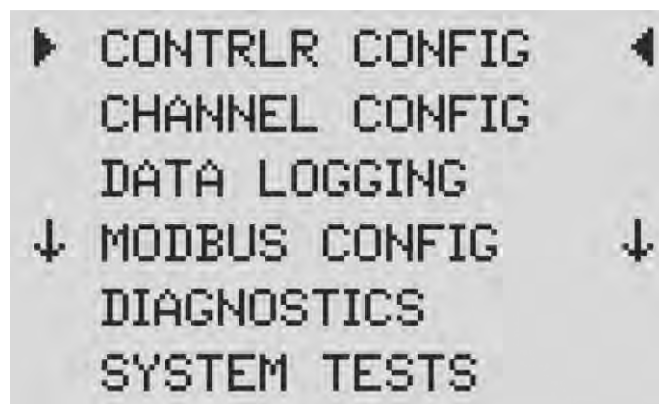 CONTRLR CONFIG
CHANNEL CONFIG
DATA LOGGING
↓ MODBUS CONFIG ↓
DIAGNOSTICS
SYSTEM TESTS